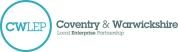 CWLEP
Coventry & Warwickshire
Local Enterprise Partnership